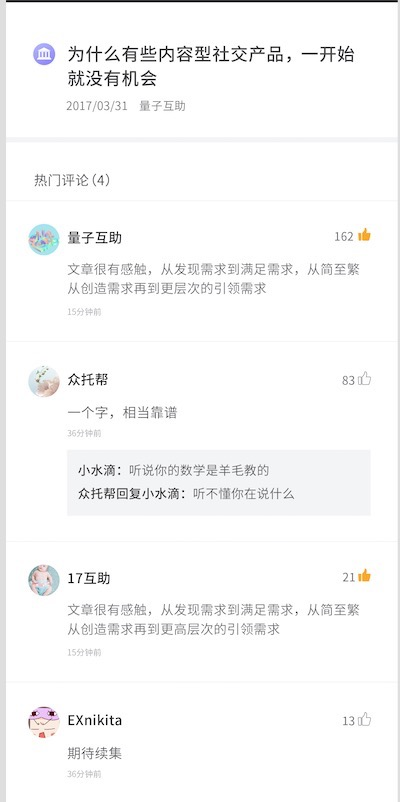 为什么有些内容型社交产品，一开始
就没有机会
2017/03/31 量子互助
热门评论（4）
量子互助
162
文章很有感触，从发现需求到满足需求，从简至繁
从创造需求再到更层次的引领需求
15分钟前
众托帮
83
一个字，相当靠谱
36分钟前
小水滴：听说你的数学是羊毛教的
众托帮回复小水滴：听不懂你在说什么
17互助
21
文章很有感触，从发现需求到满足需求，从简至繁
从创造需求再到更高层次的引领需求
15分钟前
EXnikita
13
期待续集
36分钟前